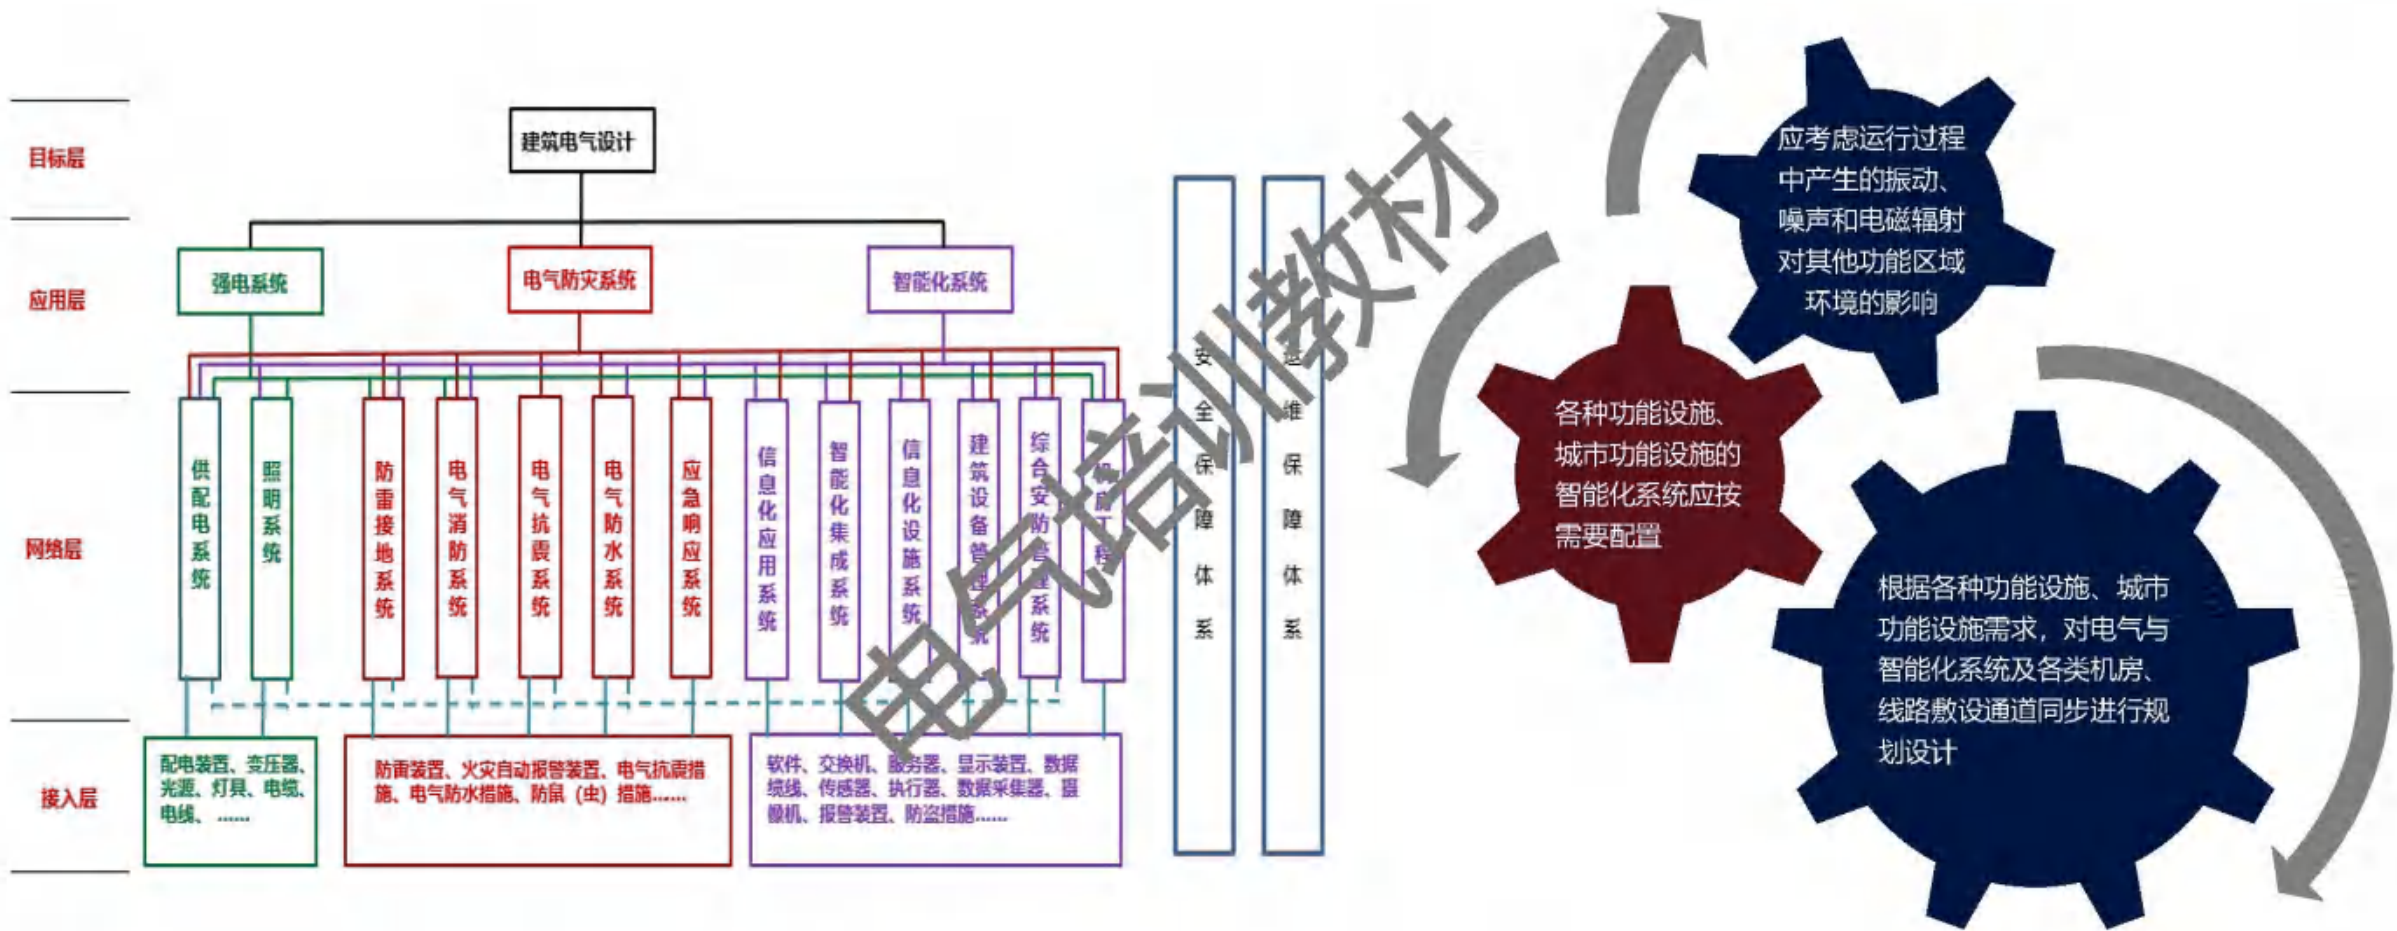 目标层
建筑电气设计
应用层
强电系统
电气防灾系统
智能化系统
网络层
供配电系统
照明系统
防雷接地系统
电气消防系统
电气抗震系统
电气防水系统
应急响应系统
信息化应用系统
智能化集成系统
信息化设施系统
建筑设备管理系统
综合安防管理系统
机房工程
接入层
配电装置、变压器、
光源、灯具、电缆、
电线、……
防雷装置、火灾自动报警装置、电气抗震措
施、电气防水措施、防鼠（虫）措施……
软件、交换机、服务器、显示装置、数据
缆线、传感器、执行器、数据采集器、摄
像机、报警装置、防盗措施……
安全保障体系
运维保障体系
电气培训教材
应考虑运行过程
中产生的振动、
噪声和电磁辐射
对其他功能区域
环境的影响
各种功能设施、
城市功能设施的
智能化系统应按
需要配置
根据各种功能设施、城市
功能设施需求，对电气与
智能化系统及各类机房、
线路敷设通道同步进行规
划设计